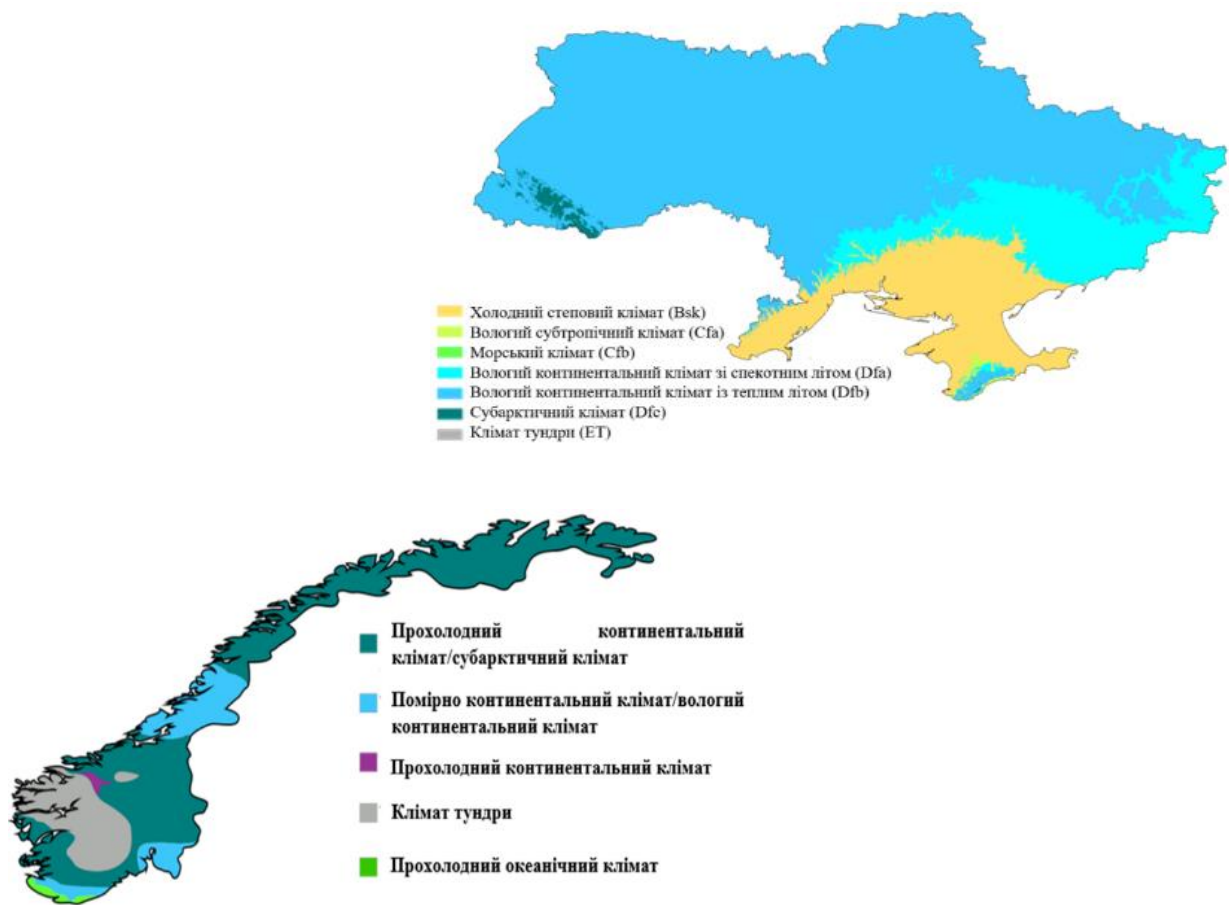 Холодний степовий клімат (Bsk)
Вологий субтропічний клімат (Cfa)
Морський клімат (Cfb)
Вологий континентальний клімат зі спекотним літом (Dfa)
Вологий континентальний клімат із теплим літом (Dfb)
Субарктичний клімат (Dfc)
Клімат тундри (ET)
Прохолодний континентальний
клімат/субарктичний клімат
Помірно континентальний клімат/вологий
континентальний клімат
Прохолодний континентальний клімат
Клімат тундри
Прохолодний океанічний клімат